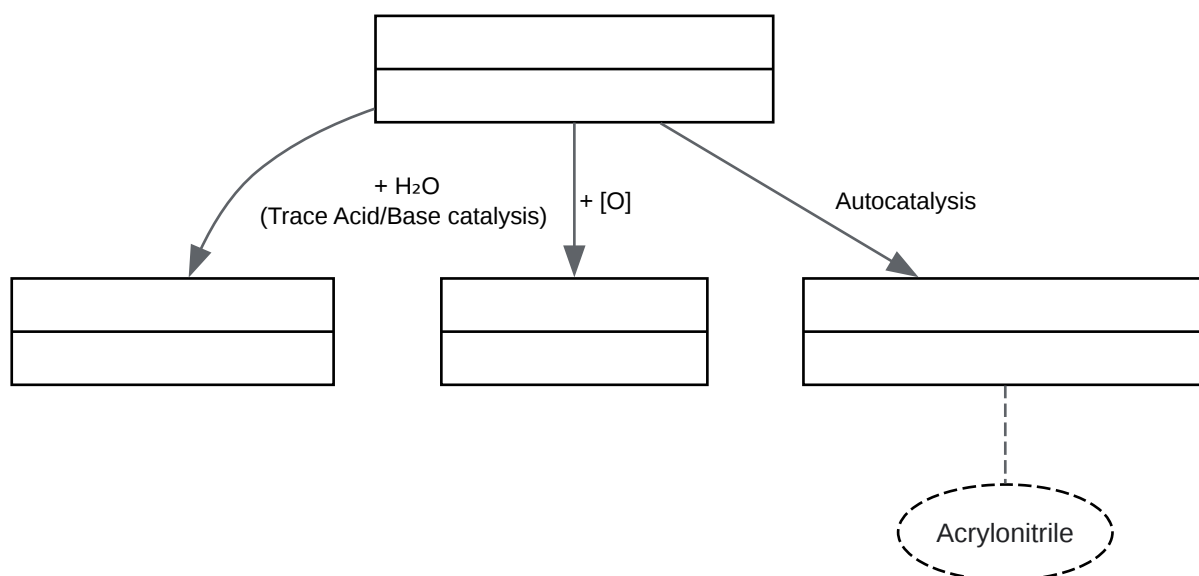 + H₂O
(Trace Acid/Base catalysis)
+ [O]
Autocatalysis
Acrylonitrile